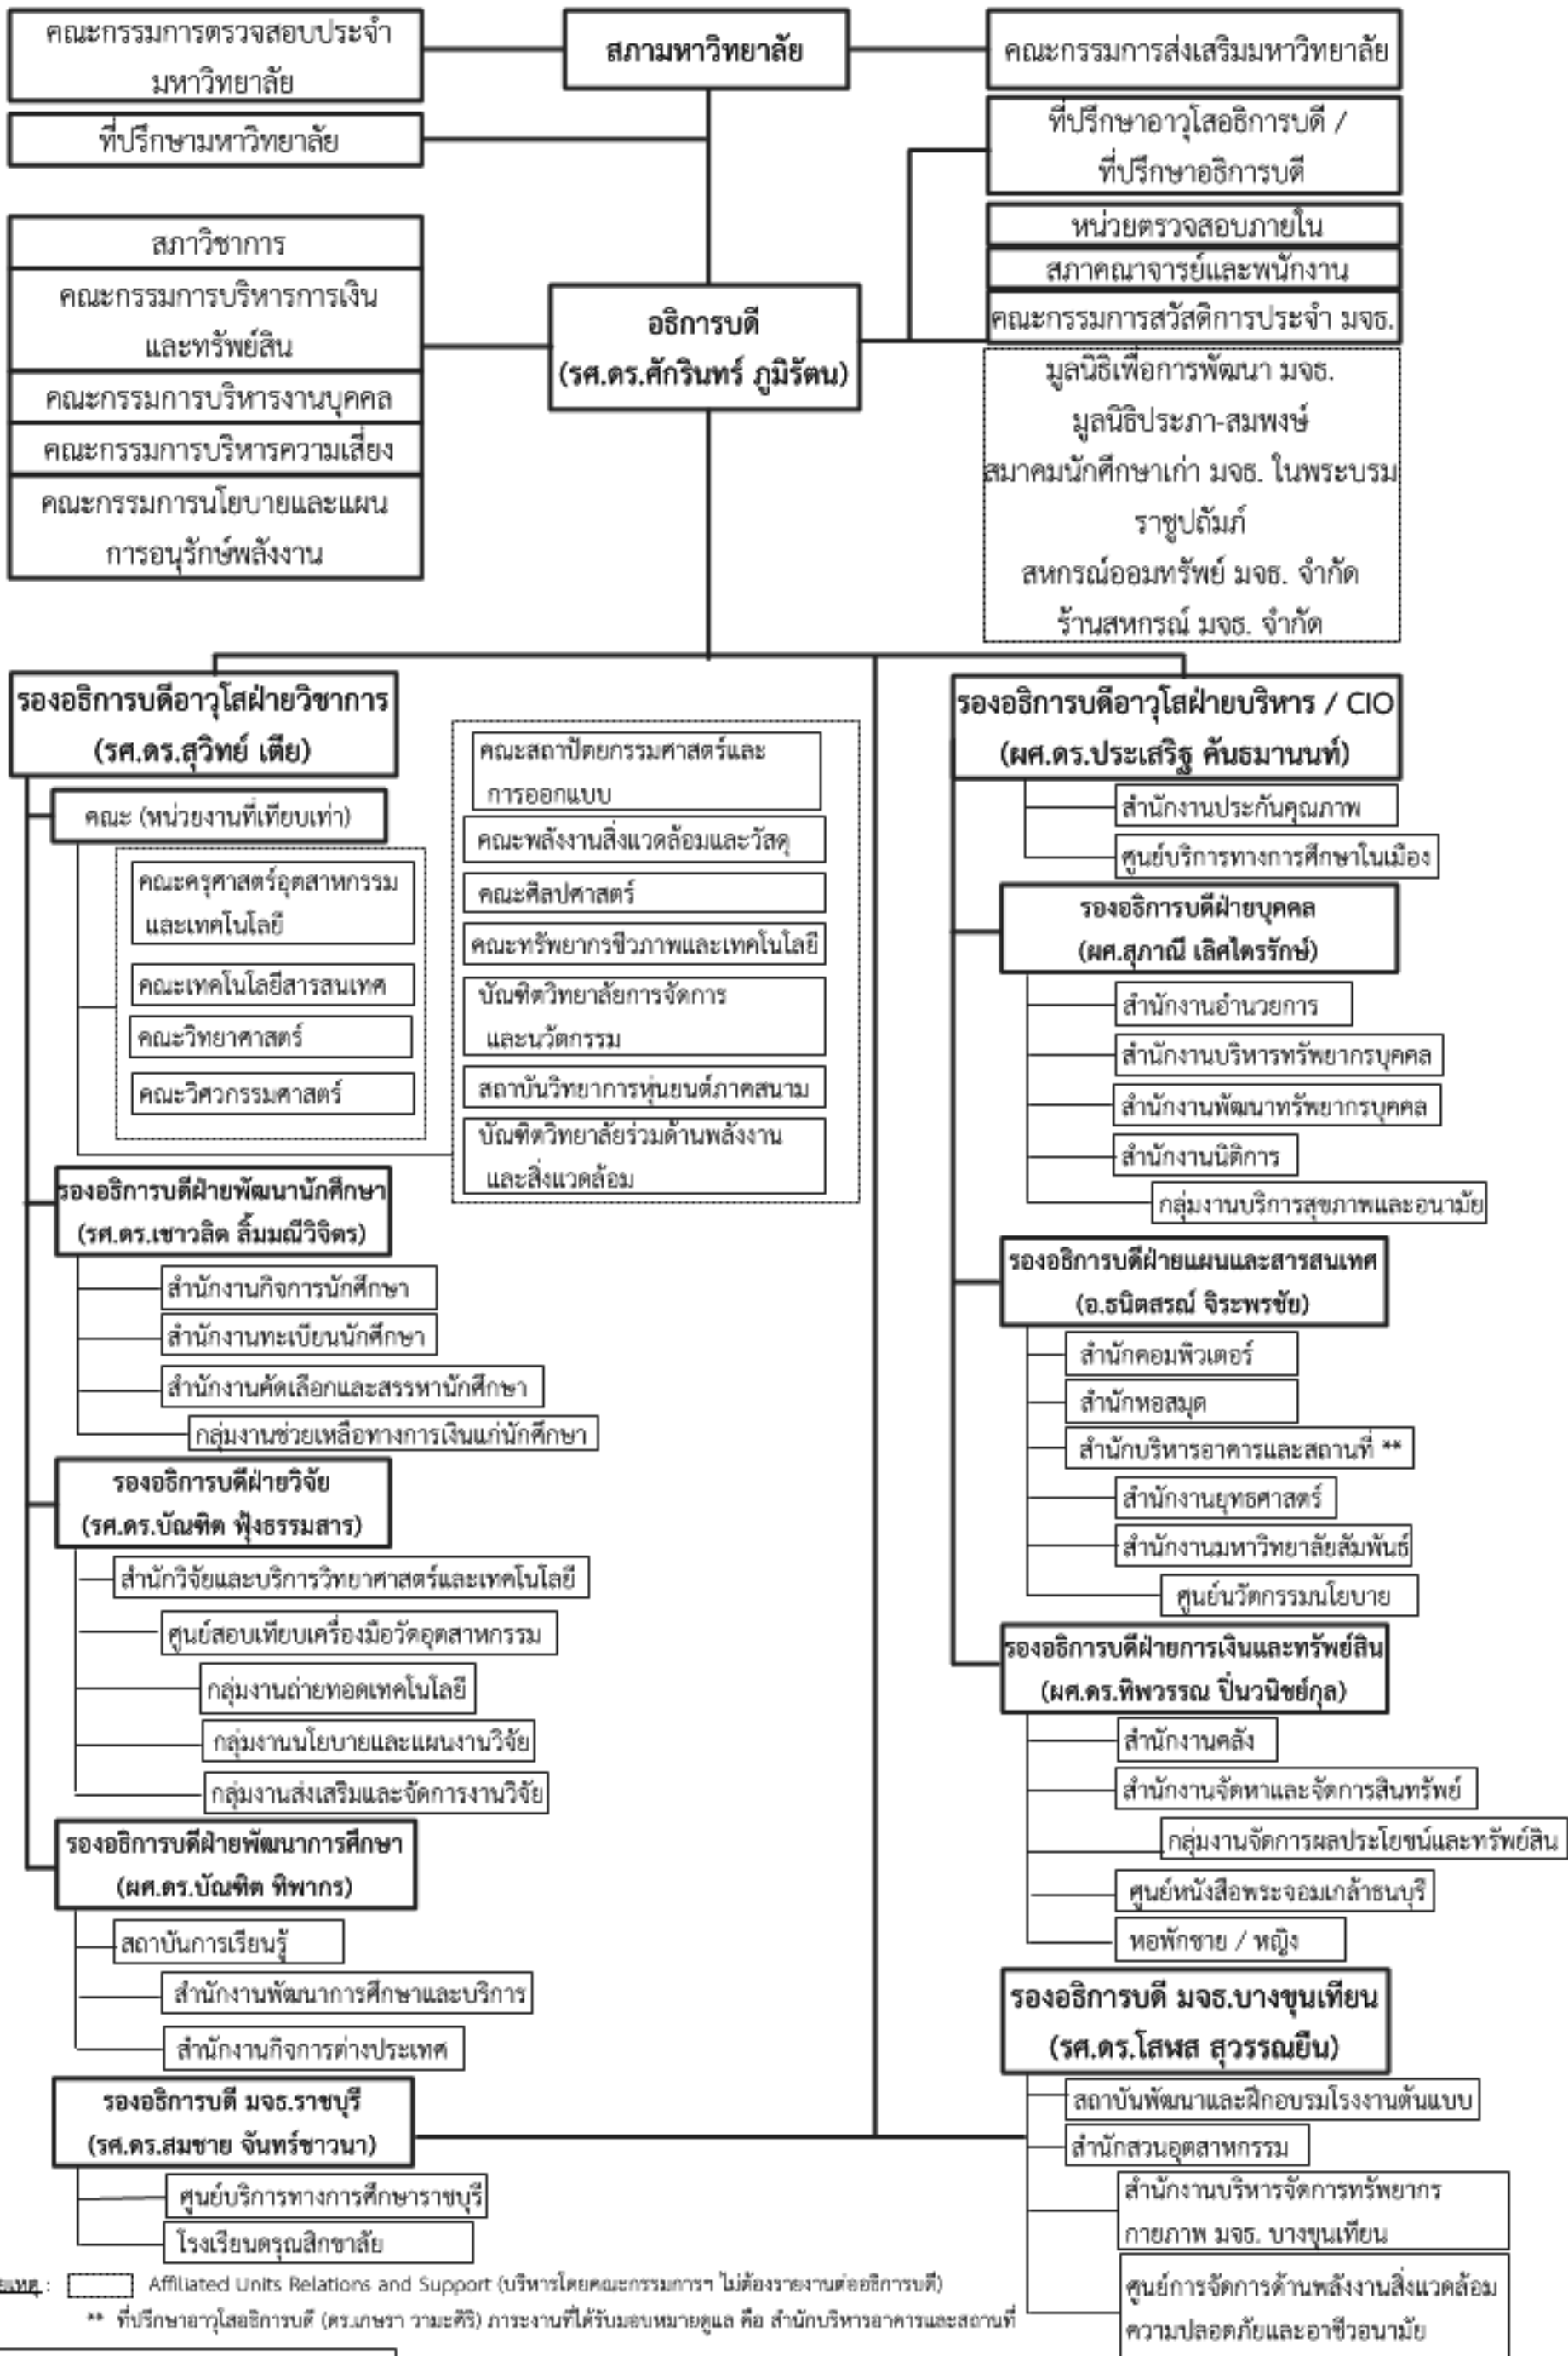 คณะกรรมการตรวจสอบประจำ
มหาวิทยาลัย
สภามหาวิทยาลัย
คณะกรรมการส่งเสริมมหาวิทยาลัย
ที่ปรึกษามหาวิทยาลัย
ที่ปรึกษาอาวุโสอธิการบดี /
ที่ปรึกษาอธิการบดี
หน่วยตรวจสอบภายใน
สภาคณาจารย์และพนักงาน
คณะกรรมการสวัสดิการประจำ มจธ.
สภาวิชาการ
คณะกรรมการบริหารการเงิน
และทรัพย์สิน
คณะกรรมการบริหารงานบุคคล
คณะกรรมการบริหารความเสี่ยง
คณะกรรมการนโยบายและแผน
การอนุรักษ์พลังงาน
อธิการบดี
(รศ.ดร.ศักรินทร์ ภูมิรัตน)
มูลนิธิเพื่อการพัฒนา มจธ.
มูลนิธิประภา-สมพงษ์
สมาคมนักศึกษาเก่า มจธ. ในพระบรม
ราชูปถัมภ์
สหกรณ์ออมทรัพย์ มจธ. จำกัด
ร้านสหกรณ์ มจธ. จำกัด
รองอธิการบดีอาวุโสฝ่ายวิชาการ
(รศ.ดร.สุวิทย์ เตีย)
คณะ (หน่วยงานที่เทียบเท่า)
คณะครุศาสตร์อุตสาหกรรม
และเทคโนโลยี
คณะเทคโนโลยีสารสนเทศ
คณะวิทยาศาสตร์
คณะวิศวกรรมศาสตร์
คณะสถาปัตยกรรมศาสตร์และ
การออกแบบ
คณะพลังงานสิ่งแวดล้อมและวัสดุ
คณะศิลปศาสตร์
คณะทรัพยากรชีวภาพและเทคโนโลยี
บัณฑิตวิทยาลัยการจัดการ
และนวัตกรรม
สถาบันวิทยาการหุ่นยนต์ภาคสนาม
บัณฑิตวิทยาลัยร่วมด้านพลังงาน
และสิ่งแวดล้อม
รองอธิการบดีฝ่ายพัฒนานักศึกษา
(รศ.ดร.เชาวลิต ลิ้มมณีวิจิตร)
สำนักงานกิจการนักศึกษา
สำนักงานทะเบียนนักศึกษา
สำนักงานคัดเลือกและสรรหานักศึกษา
กลุ่มงานช่วยเหลือทางการเงินแก่นักศึกษา
รองอธิการบดีฝ่ายวิจัย
(รศ.ดร.บัณฑิต ฟุ้งธรรมสาร)
สำนักวิจัยและบริการวิทยาศาสตร์และเทคโนโลยี
ศูนย์สอบเทียบเครื่องมือวัดอุตสาหกรรม
กลุ่มงานถ่ายทอดเทคโนโลยี
กลุ่มงานนโยบายและแผนงานวิจัย
กลุ่มงานส่งเสริมและจัดการงานวิจัย
รองอธิการบดีฝ่ายพัฒนาการศึกษา
(ผศ.ดร.บัณฑิต ทิพากร)
สถาบันการเรียนรู้
สำนักงานพัฒนาการศึกษาและบริการ
สำนักงานกิจการต่างประเทศ
รองอธิการบดี มจธ.ราชบุรี
(รศ.ดร.สมชาย จันทร์ชาวนา)
ศูนย์บริการทางการศึกษาราชบุรี
โรงเรียนดรุณสิกขาลัย
รองอธิการบดีอาวุโสฝ่ายบริหาร / CIO
(ผศ.ดร.ประเสริฐ คันธมานนท์)
สำนักงานประกันคุณภาพ
ศูนย์บริการทางการศึกษาในเมือง
รองอธิการบดีฝ่ายบุคคล
(ผศ.สุภาณี เลิศไตรรักษ์)
สำนักงานอำนวยการ
สำนักงานบริหารทรัพยากรบุคคล
สำนักงานพัฒนาทรัพยากรบุคคล
สำนักงานนิติการ
กลุ่มงานบริการสุขภาพและอนามัย
รองอธิการบดีฝ่ายแผนและสารสนเทศ
(อ.ธนิตสรณ์ จิระพรชัย)
สำนักคอมพิวเตอร์
สำนักหอสมุด
สำนักบริหารอาคารและสถานที่ **
สำนักงานยุทธศาสตร์
สำนักงานมหาวิทยาลัยสัมพันธ์
ศูนย์นวัตกรรมนโยบาย
รองอธิการบดีฝ่ายการเงินและทรัพย์สิน
(ผศ.ดร.ทิพวรรณ ปิ่นวนิชย์กุล)
สำนักงานคลัง
สำนักงานจัดหาและจัดการสินทรัพย์
กลุ่มงานจัดการผลประโยชน์และทรัพย์สิน
ศูนย์หนังสือพระจอมเกล้าธนบุรี
หอพักชาย / หญิง
รองอธิการบดี มจธ.บางขุนเทียน
(รศ.ดร.โสฬส สุวรรณยืน)
สถาบันพัฒนาและฝึกอบรมโรงงานต้นแบบ
สำนักสวนอุตสาหกรรม
สำนักงานบริหารจัดการทรัพยากร
กายภาพ มจธ. บางขุนเทียน
ศูนย์การจัดการด้านพลังงานสิ่งแวดล้อม
ความปลอดภัยและอาชีวอนามัย
Affiliated Units Relations and Support (บริหารโดยคณะกรรมการฯ ไม่ต้องรายงานต่ออธิการบดี)
** ที่ปรึกษาอาวุโสอธิการบดี (ดร.เกษรา วามะศิริ) ภาระงานที่ได้รับมอบหมายดูแล คือ สำนักบริหารอาคารและสถานที่